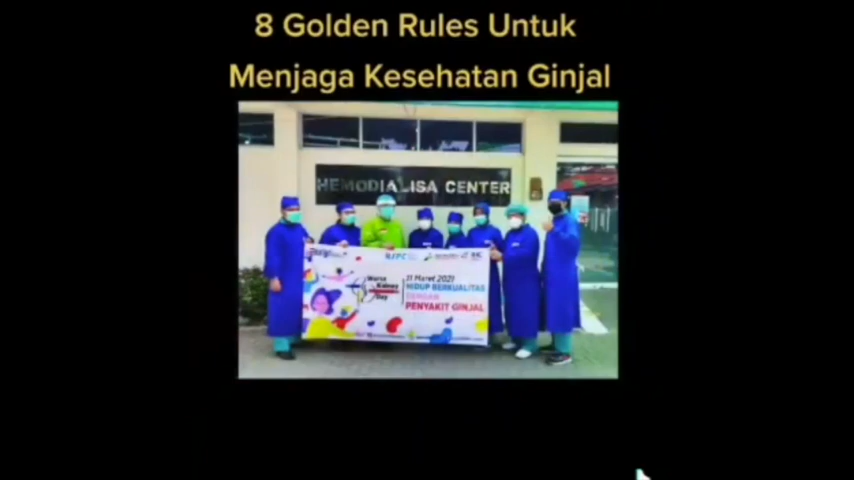 8 Golden Rules Untuk
Menjaga Kesehatan Ginjal
HEMODIALISA CENTER
RSPC
World
Kidney
Day
11 Maret 2021
HIDUP BERKUALITAS
DENGAN
PENYAKIT GINJAL